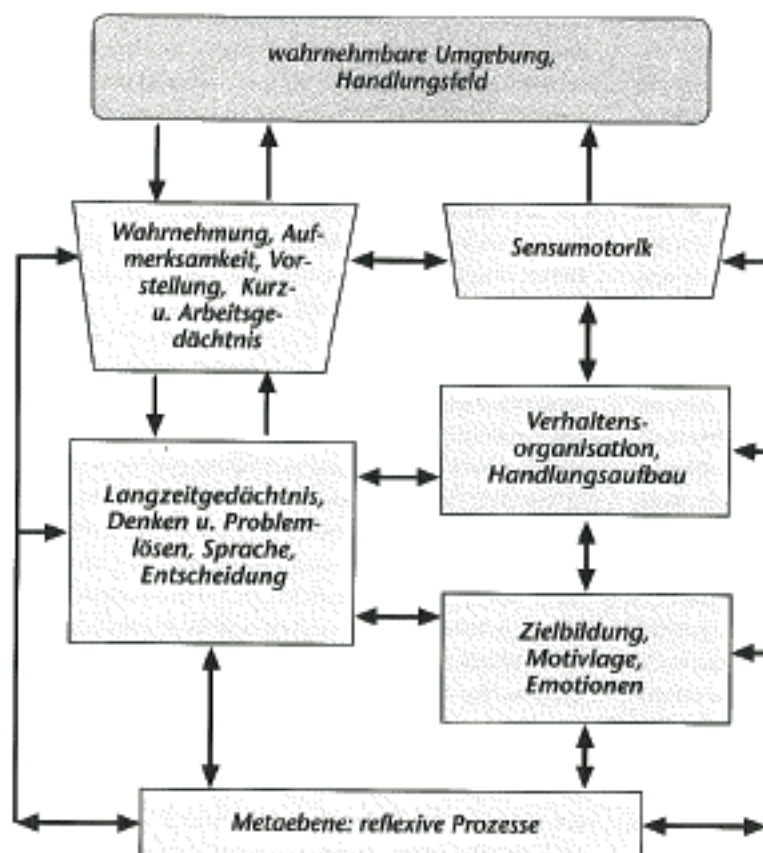 wahrnehmbare Umgebung,
Handlungsfeld
Wahrnehmung, Auf-
merksamkeit, Vor-
stellung, Kurz-
u. Arbeitsge-
dächtnis
Sensumotorik
Verhaltens-
organisation,
Handlungsaufbau
Langzeitgedächtnis,
Denken u. Problem-
lösen, Sprache,
Entscheidung
Zielbildung,
Motivlage,
Emotionen
Metaebene: reflexive Prozesse